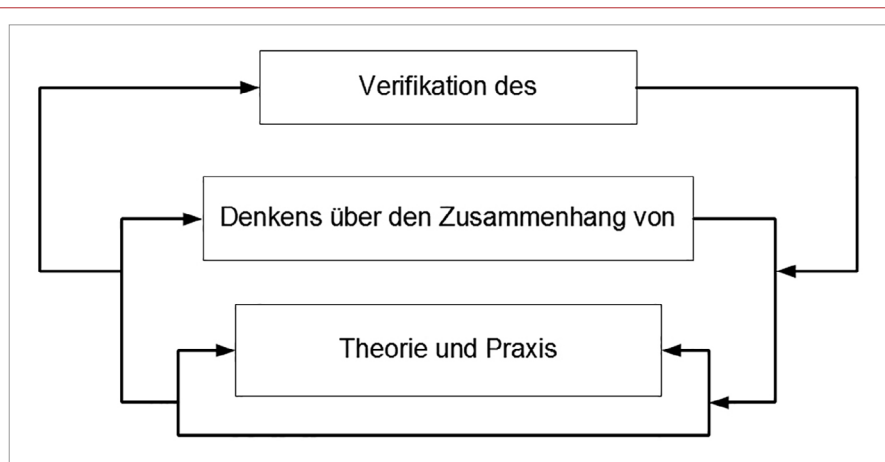 Verifikation des
Denkens über den Zusammenhang von
Theorie und Praxis